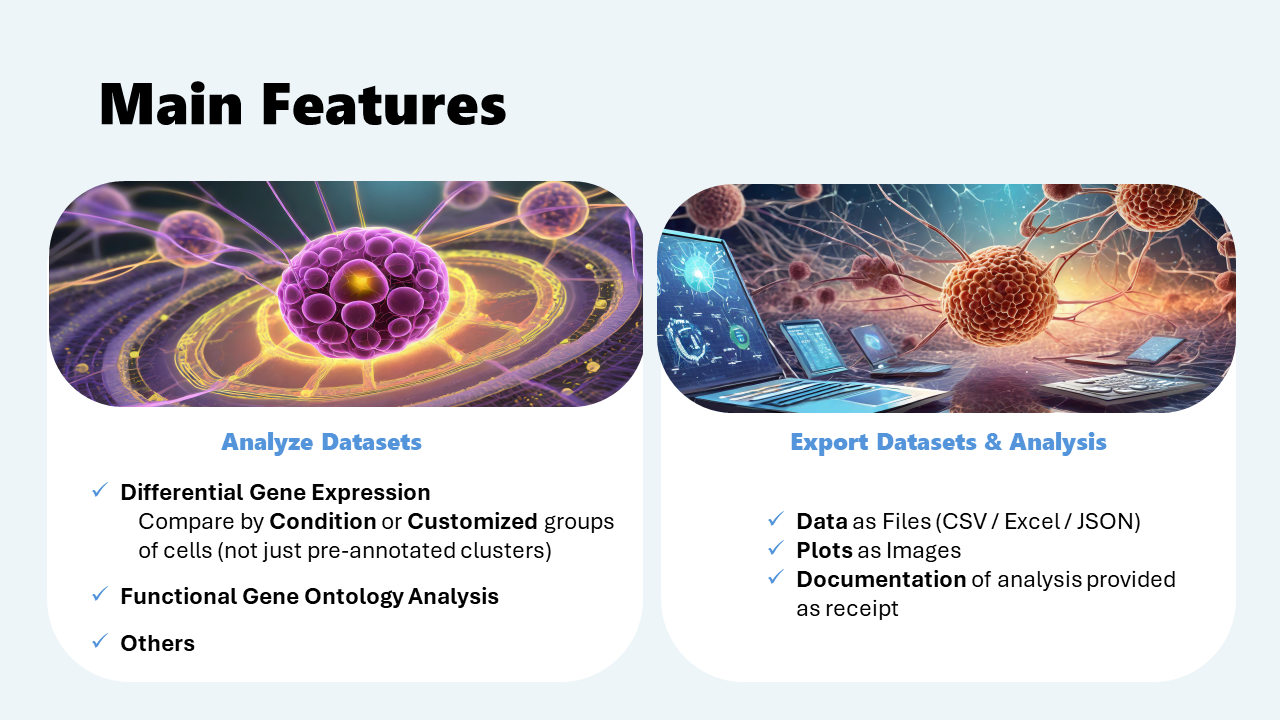 Main Features
Analyze Datasets
✓ Differential Gene Expression
Compare by Condition or Customized groups
of cells (not just pre-annotated clusters)
✓ Functional Gene Ontology Analysis
✓ Others
Export Datasets & Analysis
✓ Data as Files (CSV / Excel / JSON)
✓ Plots as Images
✓ Documentation of analysis provided
as receipt